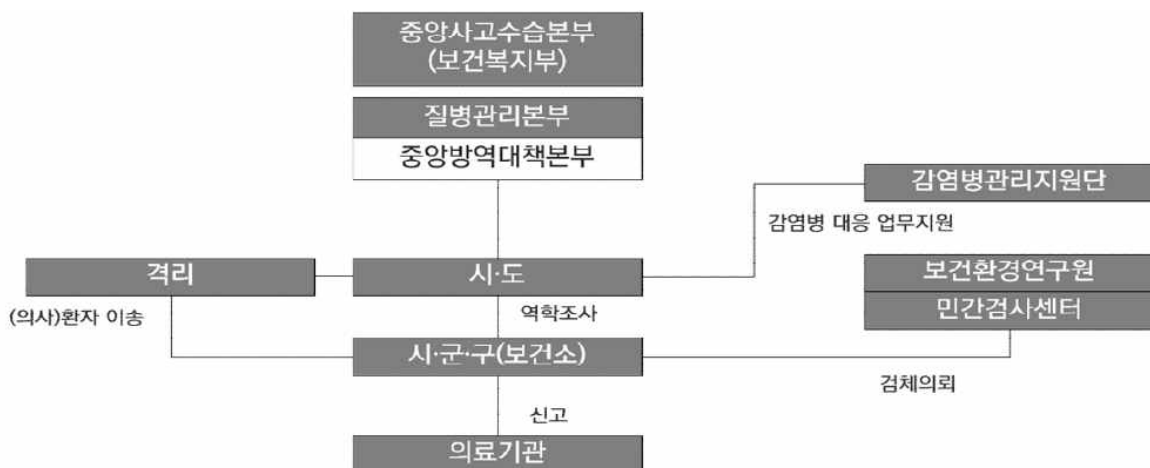 중앙사고수습본부
(보건복지부)
질병관리본부
중앙방역대책본부
감염병관리지원단
감염병 대응 업무지원
격리
시·도
보건환경연구원
(의사)환자 이송
역학조사
민간검사센터
시·군·구(보건소)
검체의뢰
신고
의료기관